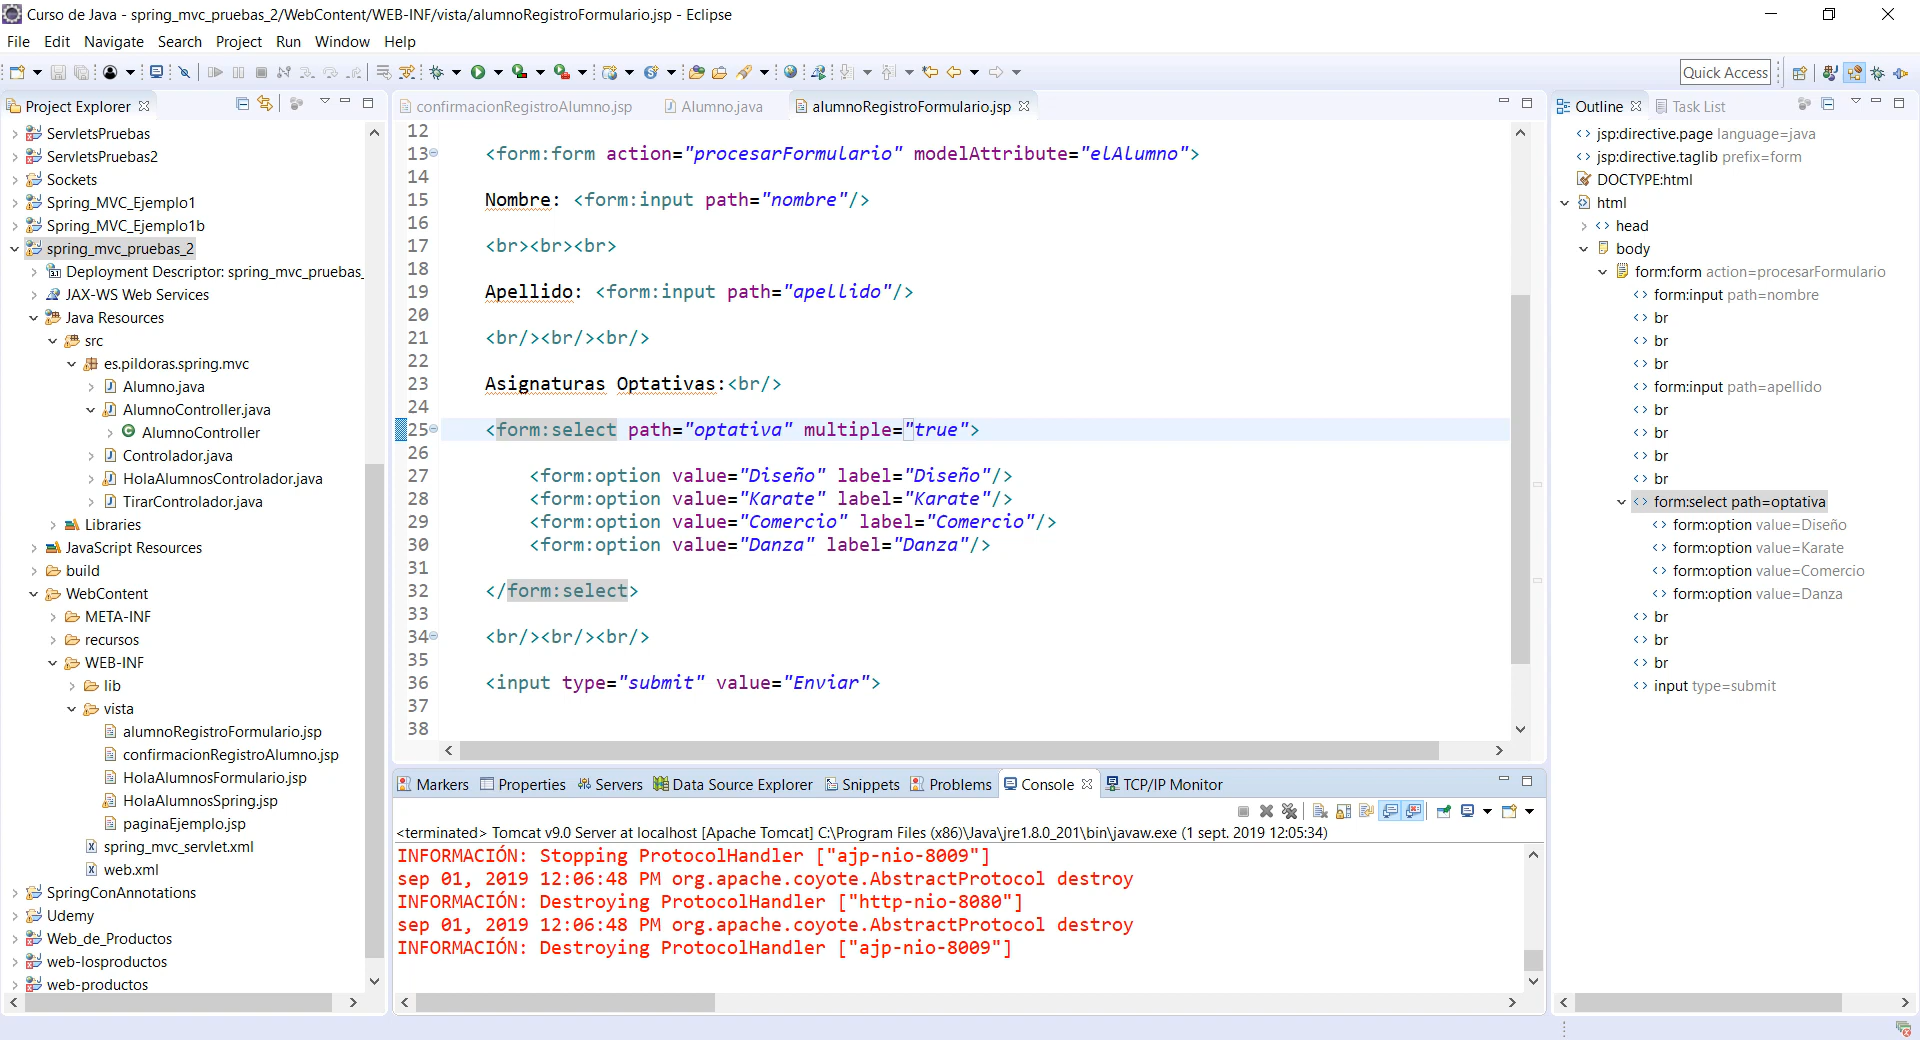 Curso de Java - spring_mvc_pruebas_2/WebContent/WEB-INF/vista/alumnoRegistroFormulario.jsp - Eclipse
File Edit Navigate Search Project Run Window Help
Quick Access
Project Explorer
ServletsPruebas
ServletsPruebas2
Sockets
Spring_MVC_Ejemplo1
Spring_MVC_Ejemplo1b
spring_mvc_pruebas_2
Deployment Descriptor: spring_mvc_pruebas_
JAX-WS Web Services
Java Resources
src
es.pildoras.spring.mvc
Alumno.java
AlumnoController.java
AlumnoController
Controlador.java
HolaAlumnosControlador.java
TirarControlador.java
Libraries
JavaScript Resources
build
WebContent
META-INF
recursos
WEB-INF
lib
vista
alumnoRegistroFormulario.jsp
confirmacionRegistroAlumno.jsp
HolaAlumnosFormulario.jsp
HolaAlumnosSpring.jsp
paginaEjemplo.jsp
spring_mvc_servlet.xml
web.xml
SpringConAnnotations
Udemy
Web_de_Productos
web-losproductos
web-productos
confirmacionRegistroAlumno.jsp Alumno.java alumnoRegistroFormulario.jsp
12
13 <form:form action="procesarFormulario" modelAttribute="elAlumno">
14
15 Nombre: <form:input path="nombre"/>
16
17 <br><br><br>
18
19 Apellido: <form:input path="apellido"/>
20
21 <br/><br/><br/>
22
23 Asignaturas Optativas:<br/>
24
25 <form:select path="optativa" multiple="true">
26
27 <form:option value="Diseño" label="Diseño"/>
28 <form:option value="Karate" label="Karate"/>
29 <form:option value="Comercio" label="Comercio"/>
30 <form:option value="Danza" label="Danza"/>
31
32 </form:select>
33
34 <br/><br/><br/>
35
36 <input type="submit" value="Enviar">
37
38
Markers Properties Servers Data Source Explorer Snippets Problems Console TCP/IP Monitor
<terminated> Tomcat v9.0 Server at localhost [Apache Tomcat] C:\Program Files (x86)\Java\jre1.8.0_201\bin\javaw.exe (1 sept. 2019 12:05:34)
INFORMACIÓN: Stopping ProtocolHandler ["ajp-nio-8009"]
sep 01, 2019 12:06:48 PM org.apache.coyote.AbstractProtocol destroy
INFORMACIÓN: Destroying ProtocolHandler ["http-nio-8080"]
sep 01, 2019 12:06:48 PM org.apache.coyote.AbstractProtocol destroy
INFORMACIÓN: Destroying ProtocolHandler ["ajp-nio-8009"]
Outline Task List
jsp:directive.page language=java
jsp:directive.taglib prefix=form
DOCTYPE:html
html
head
body
form:form action=procesarFormulario
form:input path=nombre
br
br
br
form:input path=apellido
br
br
br
br
form:select path=optativa
form:option value=Diseño
form:option value=Karate
form:option value=Comercio
form:option value=Danza
br
br
br
input type=submit